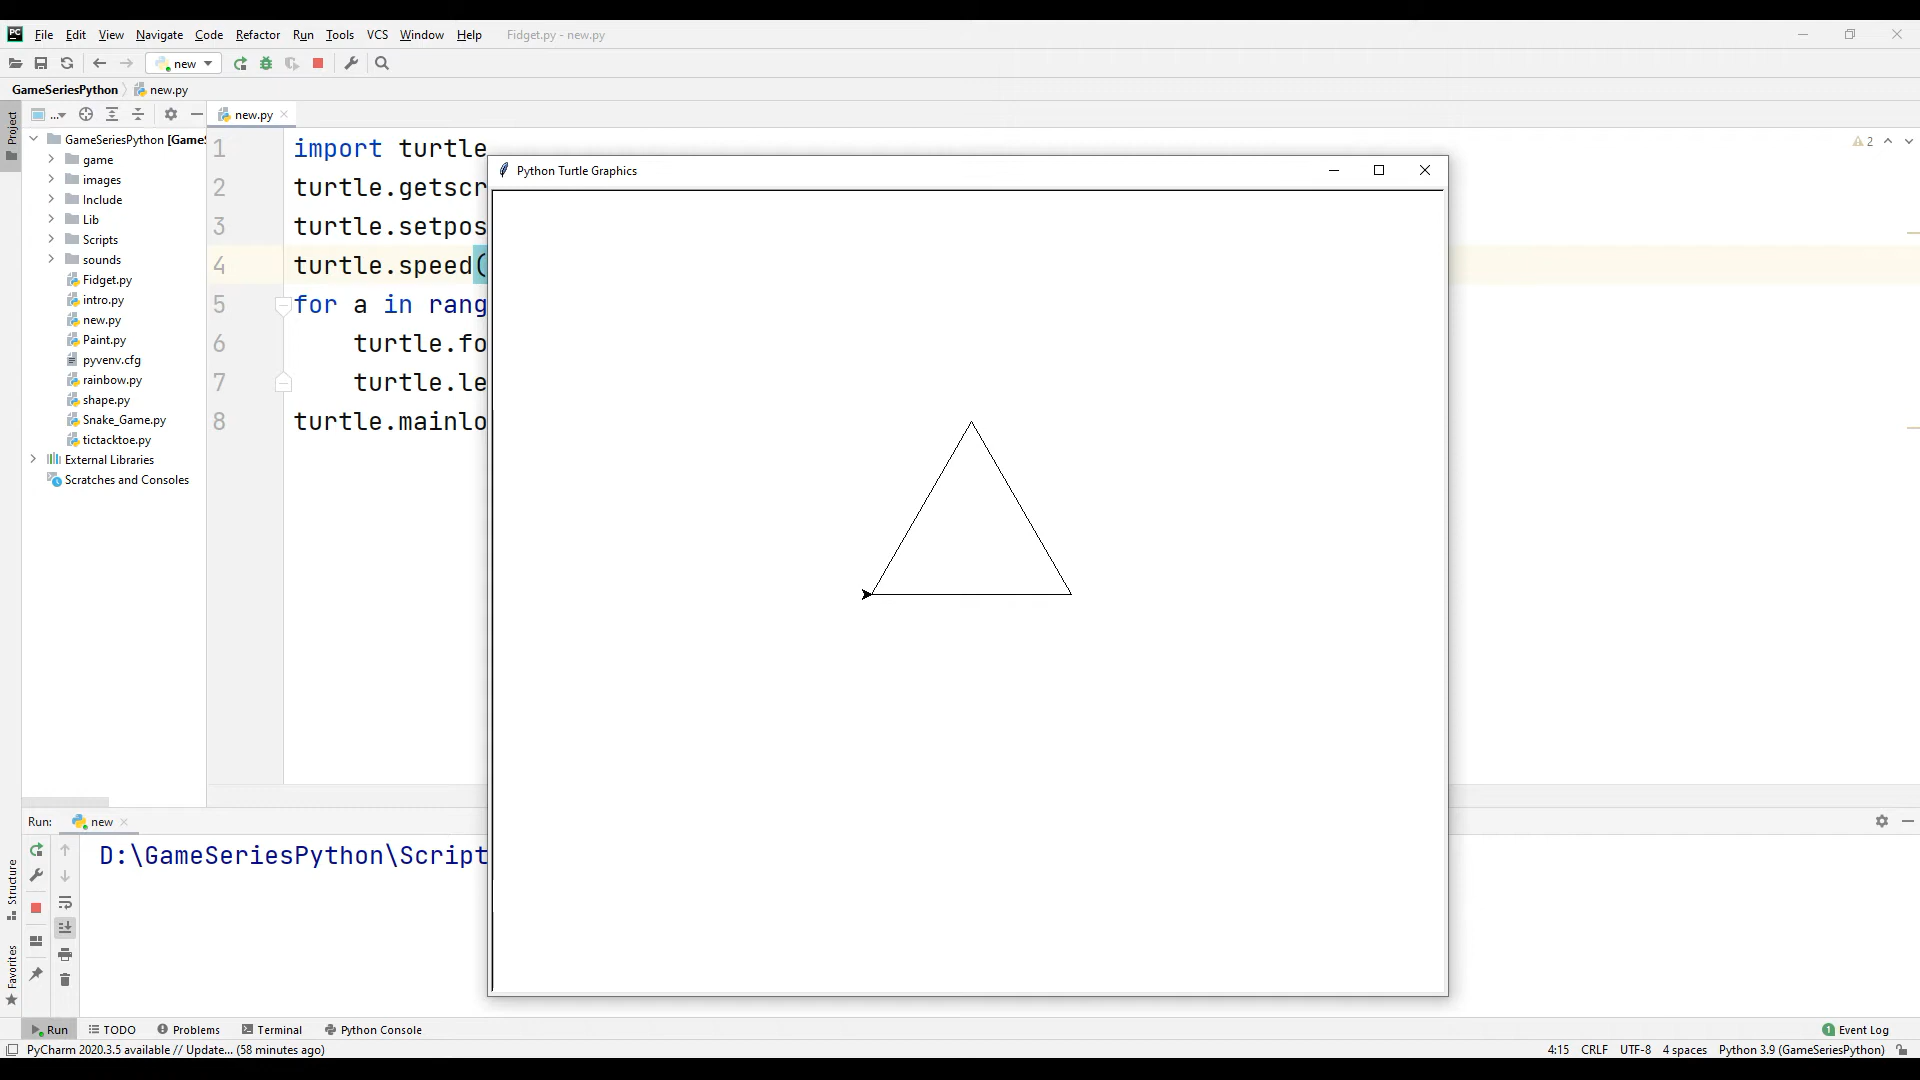 PC File Edit View Navigate Code Refactor Run Tools VCS Window Help Fidget.py - new.py
new
GameSeriesPython new.py
Project
... new.py
GameSeriesPython [GameS
game
images
Include
Lib
Scripts
sounds
Fidget.py
intro.py
new.py
Paint.py
pyvenv.cfg
rainbow.py
shape.py
Snake_Game.py
tictacktoe.py
External Libraries
Scratches and Consoles
1 import turtle
2 turtle.getscr
3 turtle.setpos
4 turtle.speed(
5 for a in rang
6 turtle.fo
7 turtle.le
8 turtle.mainlo
2
Python Turtle Graphics
Run: new
D:\GameSeriesPython\Script
Structure
Favorites
Run TODO Problems Terminal Python Console 1 Event Log
PyCharm 2020.3.5 available // Update... (58 minutes ago) 4:15 CRLF UTF-8 4 spaces Python 3.9 (GameSeriesPython)